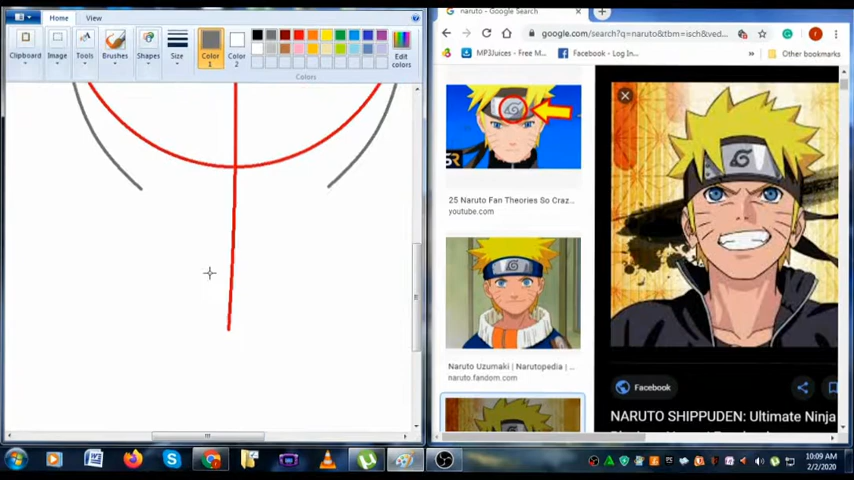 Home
View
Clipboard
Image
Tools
Brushes
Shapes
Size
Color
1
Color
2
Edit
colors
Colors
naruto - Google Search
google.com/search?q=naruto&tbm=isch&ved...
MP3Juices - Free M...
Facebook - Log In...
»
Other bookmarks
25 Naruto Fan Theories So Craz...
youtube.com
Naruto Uzumaki | Narutopedia | ...
naruto.fandom.com
Facebook
NARUTO SHIPPUDEN: Ultimate Ninja
10:09 AM
2/2/2020